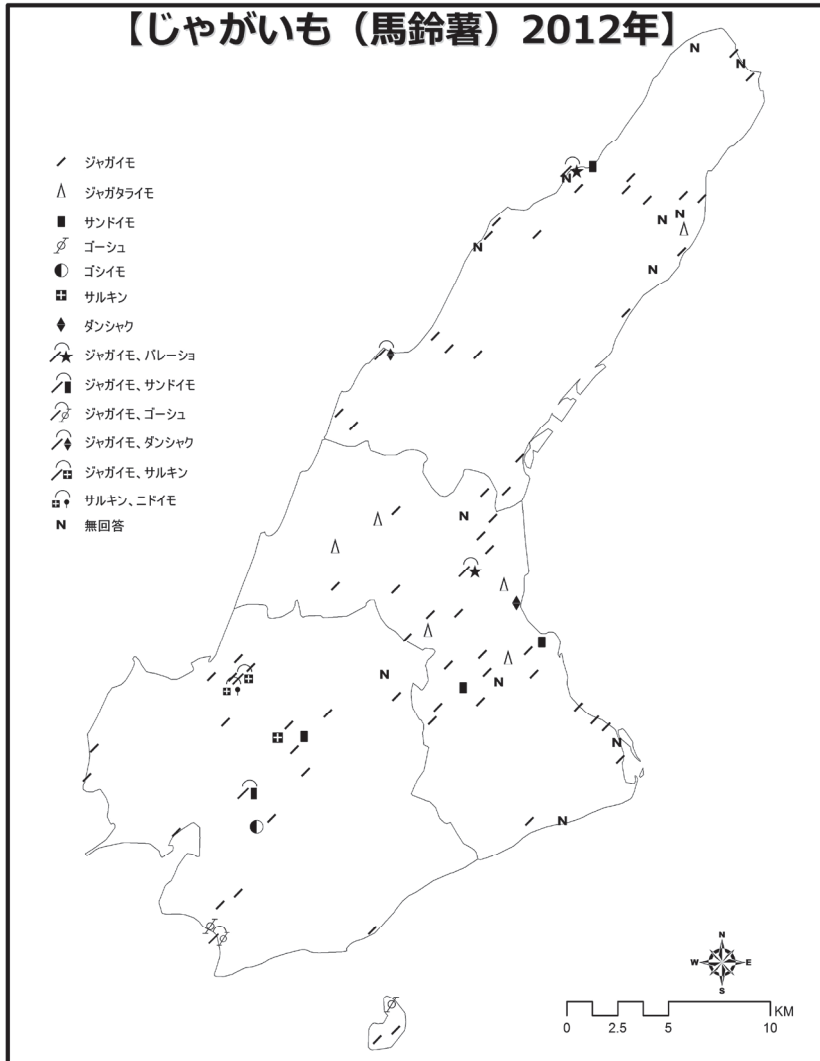 【じゃがいも（馬鈴薯）2012年】
ジャガイモ
ジャガタライモ
サンドイモ
ゴーシュ
ゴシイモ
サルキン
ダンシャク
ジャガイモ、バレーショ
ジャガイモ、サンドイモ
ジャガイモ、ゴーシュ
ジャガイモ、ダンシャク
ジャガイモ、サルキン
サルキン、ニドイモ
N 無回答
N
N
N
N
N
N
N
N
N
N
N
N
N
N
W E
S
KM
0 2.5 5 10